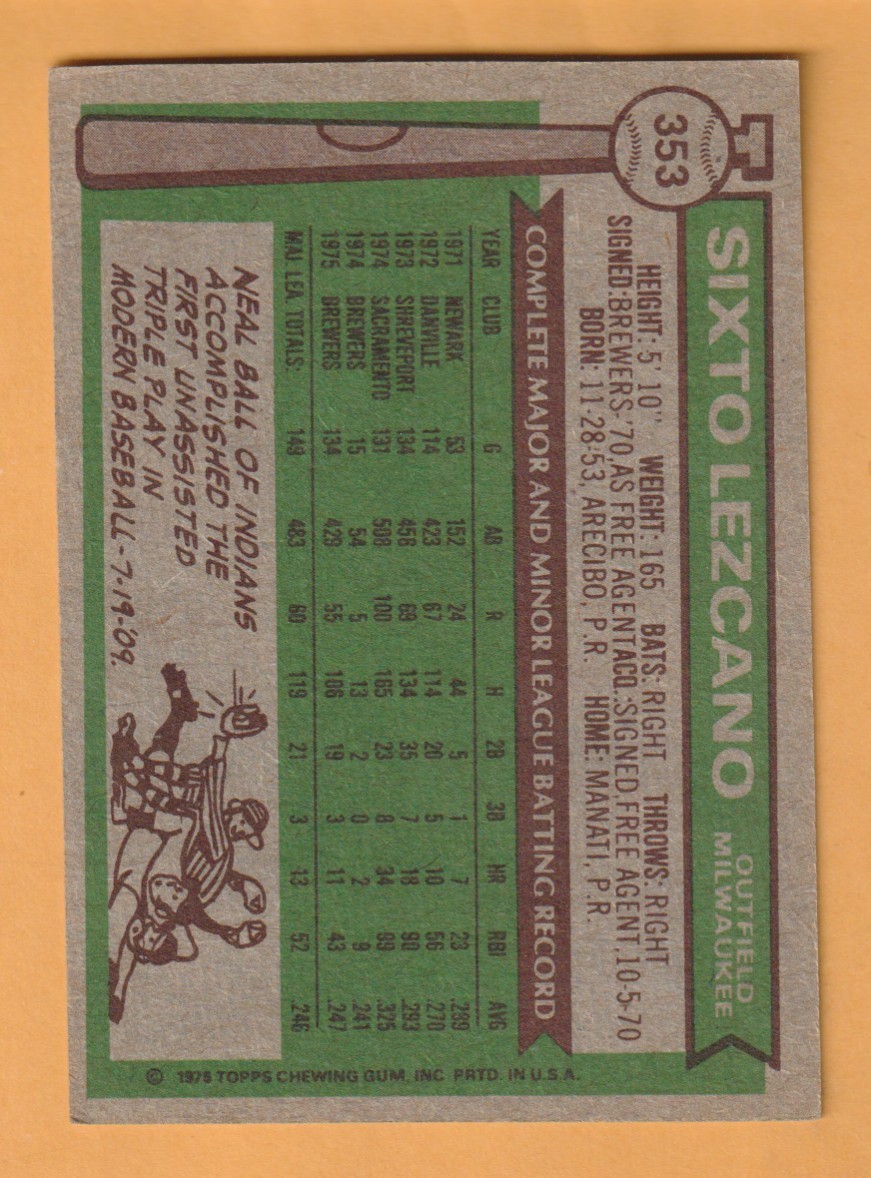 353
SIXTO LEZCANO
OUTFIELD
MILWAUKEE
HEIGHT: 5' 10" WEIGHT: 165 BATS: RIGHT THROWS: RIGHT
SIGNED: BREWERS-'70, AS FREE AGENT ACQ.: SIGNED FREE AGENT, 10-5-70
BORN: 11-28-53, ARECIBO, P.R. HOME: MANATI, P.R.
COMPLETE MAJOR AND MINOR LEAGUE BATTING RECORD
YEAR CLUB G AB R H 2B 3B HR RBI AVG
1971 NEWARK 53 152 24 44 5 1 7 23 .289
1972 DANVILLE 114 423 67 114 20 5 10 56 .270
1973 SHREVEPORT 134 458 69 134 35 7 18 90 .293
1974 SACRAMENTO 131 508 100 165 23 8 34 99 .325
1974 BREWERS 15 54 5 13 2 0 2 9 .241
1975 BREWERS 134 429 55 106 19 3 11 43 .247
MAJ. LEA. TOTALS: 149 483 60 119 21 3 13 52 .246
NEAL BALL OF INDIANS
ACCOMPLISHED THE
FIRST UNASSISTED
TRIPLE PLAY IN
MODERN BASEBALL-7-19-'09.
© 1976 TOPPS CHEWING GUM, INC PRTD. IN U.S.A.